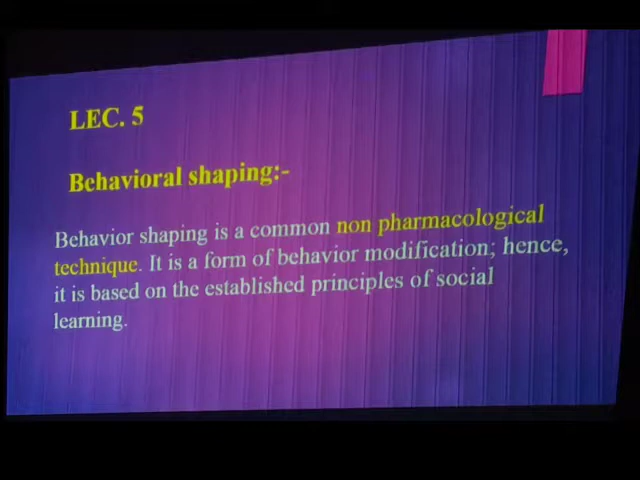 LEC. 5
Behavioral shaping:-
Behavior shaping is a common non pharmacological
technique. It is a form of behavior modification; hence,
it is based on the established principles of social
learning.